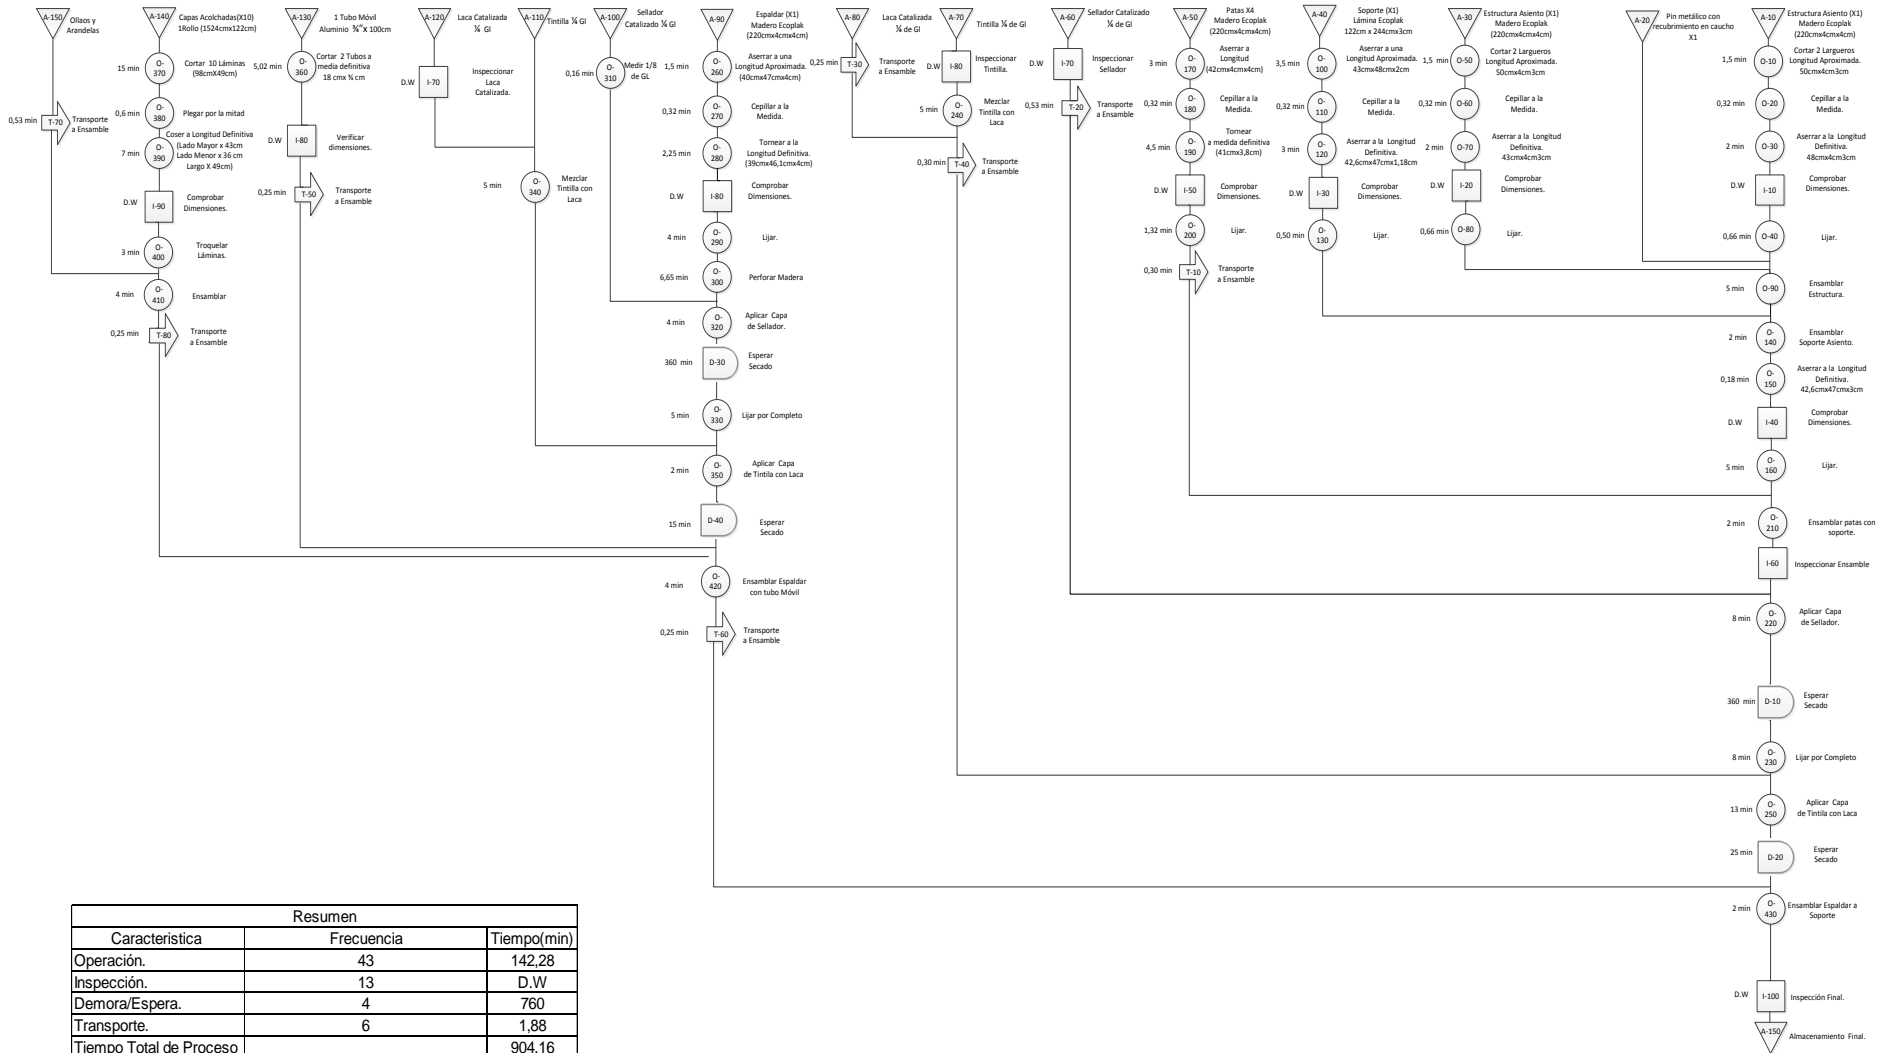 A-150
Ollaos y
Arandelas
0,53 min
T-70
Transporte
a Ensamble
A-140
Capas Acolchadas(X10)
1Rollo (1524cmx122cm)
15 min
O-
370
Cortar 10 Láminas
(98cmX49cm)
0,6 min
O-
380
Plegar por la mitad
7 min
O-
390
Coser a Longitud Definitiva
(Lado Mayor x 43cm
Lado Menor x 36 cm
Largo X 49cm)
D.W
I-90
Comprobar
Dimensiones.
3 min
O-
400
Troquelar
Láminas.
4 min
O-
410
Ensamblar
0,25 min
T-80
Transporte
a Ensamble
A-130
1 Tubo Móvil
Aluminio ¾”x 100cm
5,02 min
O-
360
Cortar 2 Tubos a
media definitiva
18 cmx ¾ cm
D.W
I-80
Verificar
dimensiones.
0,25 min
T-50
Transporte
a Ensamble
A-120
Laca Catalizada
¼ Gl
D.W
I-70
Inspeccionar
Laca
Catalizada.
A-110
Tintilla ¼ Gl
5 min
O-
340
Mezclar
Tintilla con
Laca
A-100
Sellador
Catalizado ¼ Gl
0,16 min
O-
310
Medir 1/8
de GL
A-90
Espaldar (X1)
Madero Ecoplak
(220cmx4cmx4cm)
1,5 min
O-
260
Aserrar a una
Longitud Aproximada.
(40cmx47cmx4cm)
0,32 min
O-
270
Cepillar a la
Medida.
2,25 min
O-
280
Tornear a la
Longitud Definitiva.
(39cmx46,1cmx4cm)
D.W
I-80
Comprobar
Dimensiones.
4 min
O-
290
Lijar.
6,65 min
O-
300
Perforar Madera
4 min
O-
320
Aplicar Capa
de Sellador.
360 min
D-30
Esperar
Secado
5 min
O-
330
Lijar por Completo
2 min
O-
350
Aplicar Capa
de Tintila con Laca
15 min
D-40
Esperar
Secado
4 min
O-
420
Ensamblar Espaldar
con tubo Móvil
0,25 min
T-60
Transporte
a Ensamble
A-80
Laca Catalizada
¼ de Gl
0,25 min
T-30
Transporte
a Ensamble
A-70
Tintilla ¼ de Gl
D.W
I-80
Inspeccionar
Tintilla.
5 min
O-
240
Mezclar
Tintilla con
Laca
0,30 min
T-40
Transporte
a Ensamble
A-60
Sellador Catalizado
¼ de Gl
D.W
I-70
Inspeccionar
Sellador
0,53 min
T-20
Transporte
a Ensamble
A-50
Patas X4
Madero Ecoplak
(220cmx4cmx4cm)
3 min
O-
170
Aserrar a
Longitud
(42cmx4cmx4cm)
0,32 min
O-
180
Cepillar a la
Medida.
4,5 min
O-
190
Tornear
a medida definitiva
(41cmx3,8cm)
D.W
I-50
Comprobar
Dimensiones.
1,32 min
O-
200
Lijar.
0,30 min
T-10
Transporte
a Ensamble
A-40
Soporte (X1)
Lámina Ecoplak
122cm x 244cmx3cm
3,5 min
O-
100
Aserrar a una
Longitud Aproximada.
43cmx48cmx2cm
0,32 min
O-
110
Cepillar a la
Medida.
3 min
O-
120
Aserrar a la Longitud
Definitiva.
42,6cmx47cmx1,18cm
D.W
I-30
Comprobar
Dimensiones.
0,50 min
O-
130
Lijar.
A-30
Estructura Asiento (X1)
Madero Ecoplak
(220cmx4cmx4cm)
1,5 min
O-50
Cortar 2 Largueros
Longitud Aproximada.
50cmx4cm3cm
0,32 min
O-60
Cepillar a la
Medida.
2 min
O-70
Aserrar a la Longitud
Definitiva.
43cmx4cm3cm
D.W
I-20
Comprobar
Dimensiones.
0,66 min
O-80
Lijar.
A-20
Pin metálico con
recubrimiento en caucho
X1
A-10
Estructura Asiento (X1)
Madero Ecoplak
(220cmx4cmx4cm)
1,5 min
O-10
Cortar 2 Largueros
Longitud Aproximada.
50cmx4cm3cm
0,32 min
O-20
Cepillar a la
Medida.
2 min
O-30
Aserrar a la Longitud
Definitiva.
48cmx4cm3cm
D.W
I-10
Comprobar
Dimensiones.
0,66 min
O-40
Lijar.
5 min
O-90
Ensamblar
Estructura.
2 min
O-
140
Ensamblar
Soporte Asiento.
0,18 min
O-
150
Aserrar a la Longitud
Definitiva.
42,6cmx47cmx3cm
D.W
I-40
Comprobar
Dimensiones.
5 min
O-
160
Lijar.
2 min
O-
210
Ensamblar patas con
soporte.
I-60
Inspeccionar Ensamble
8 min
O-
220
Aplicar Capa
de Sellador.
360 min
D-10
Esperar
Secado
8 min
O-
230
Lijar por Completo
13 min
O-
250
Aplicar Capa
de Tintila con Laca
25 min
D-20
Esperar
Secado
2 min
O-
430
Ensamblar Espaldar a
Soporte
D.W
I-100
Inspección Final.
A-150
Almacenamiento Final.
Resumen
Caracteristica Frecuencia Tiempo(min)
Operación. 43 142,28
Inspección. 13 D.W
Demora/Espera. 4 760
Transporte. 6 1,88
Tiempo Total de Proceso 904,16